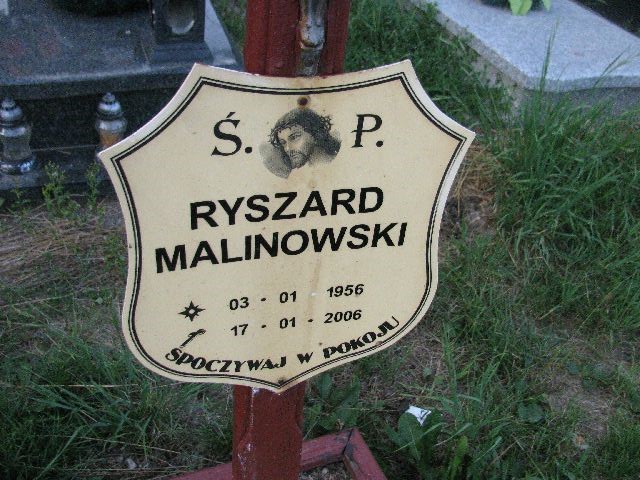 Ś. P.
RYSZARD
MALINOWSKI
03 - 01 1956
17 - 01 - 2006
SPOCZYWAJ W POKOJU